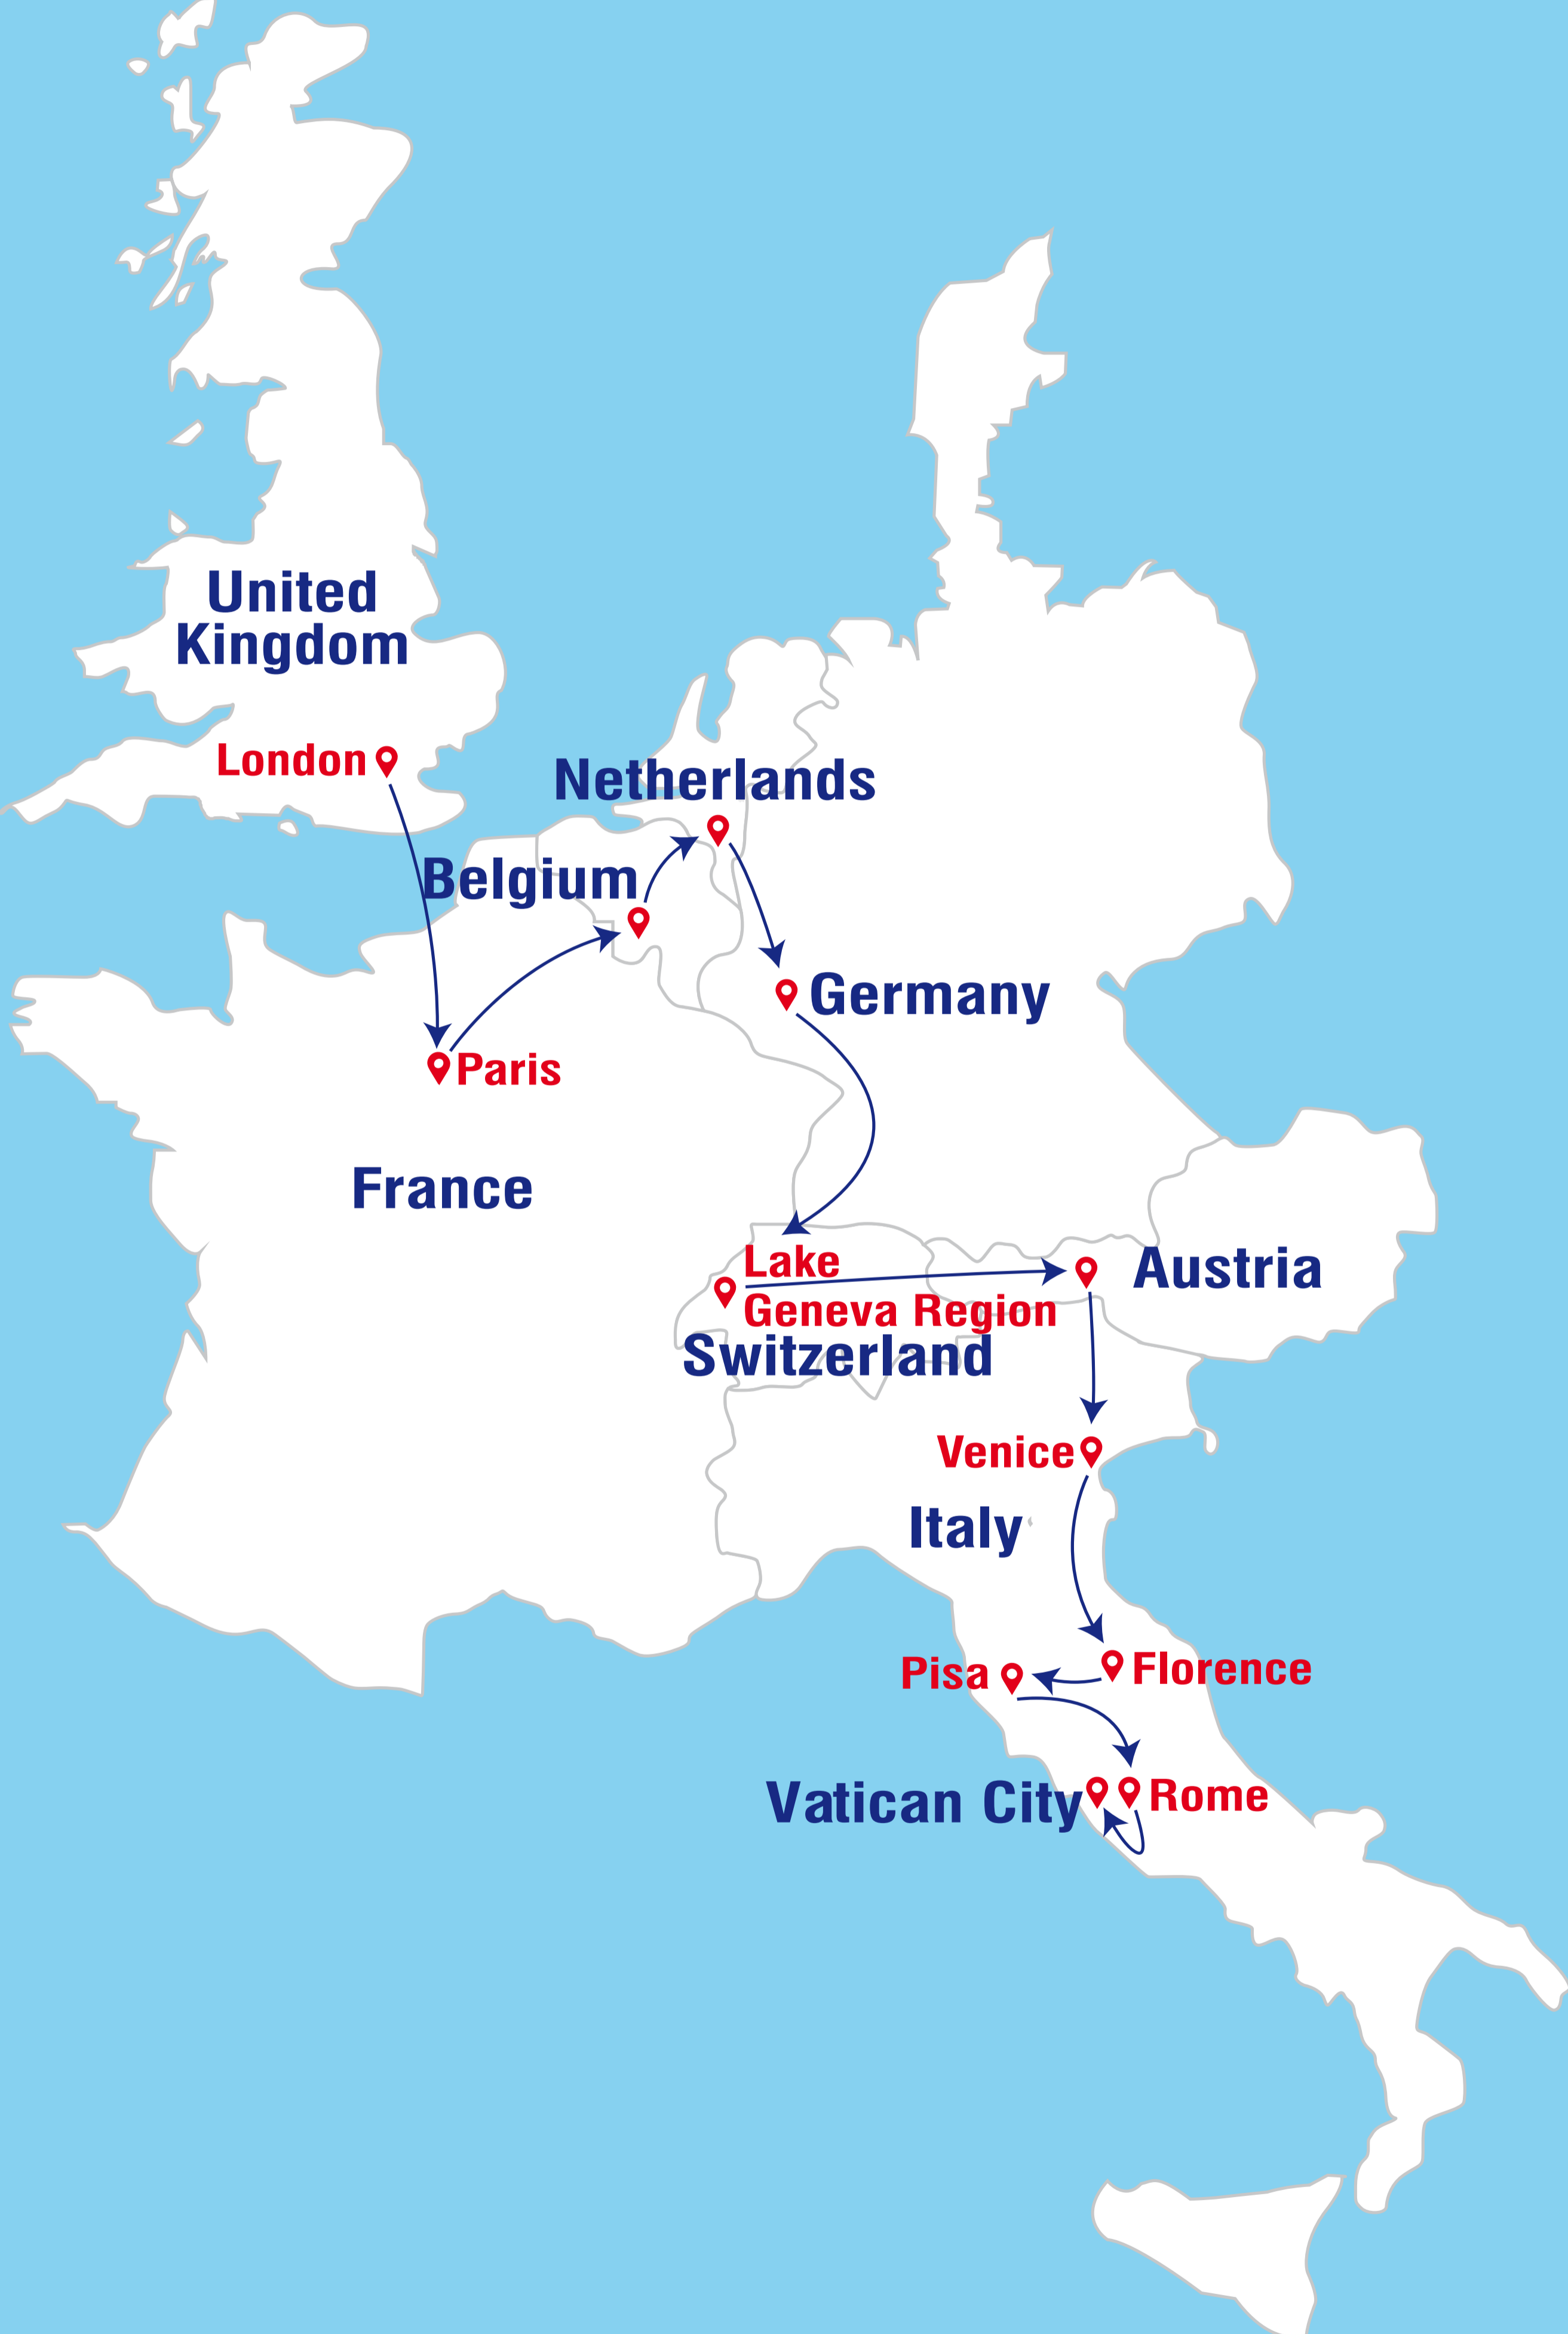 United
Kingdom
London
Netherlands
Belgium
Germany
Paris
France
Lake
Geneva Region
Switzerland
Austria
Venice
Italy
Pisa
Florence
Vatican City
Rome